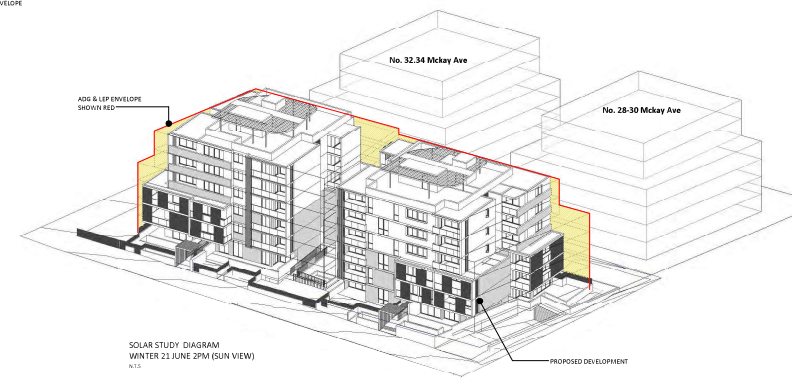 VELOPE
No. 32.34 Mckay Ave
ADG & LEP ENVELOPE
SHOWN RED
No. 28-30 Mckay Ave
SOLAR STUDY DIAGRAM
WINTER 21 JUNE 2PM (SUN VIEW)
N.T.S
PROPOSED DEVELOPMENT